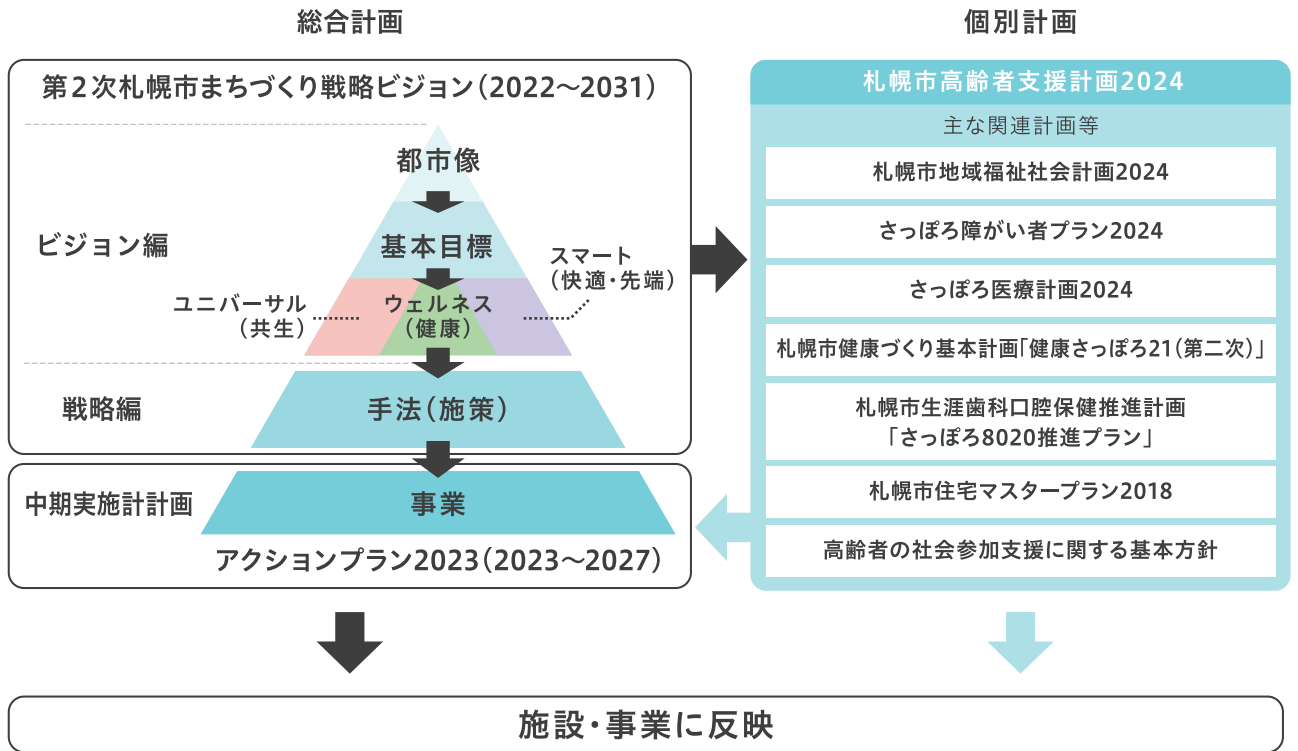 総合計画
個別計画
第２次札幌市まちづくり戦略ビジョン（2022〜2031）
都市像
ビジョン編
基本目標
スマート
（快適・先端）
ユニバーサル
（共生）
ウェルネス
（健康）
戦略編
手法（施策）
中期実施計計画
事業
アクションプラン2023（2023〜2027）
札幌市高齢者支援計画2024
主な関連計画等
札幌市地域福祉社会計画2024
さっぽろ障がい者プラン2024
さっぽろ医療計画2024
札幌市健康づくり基本計画「健康さっぽろ21（第二次）」
札幌市生涯歯科口腔保健推進計画
「さっぽろ8020推進プラン」
札幌市住宅マスタープラン2018
高齢者の社会参加支援に関する基本方針
施設・事業に反映